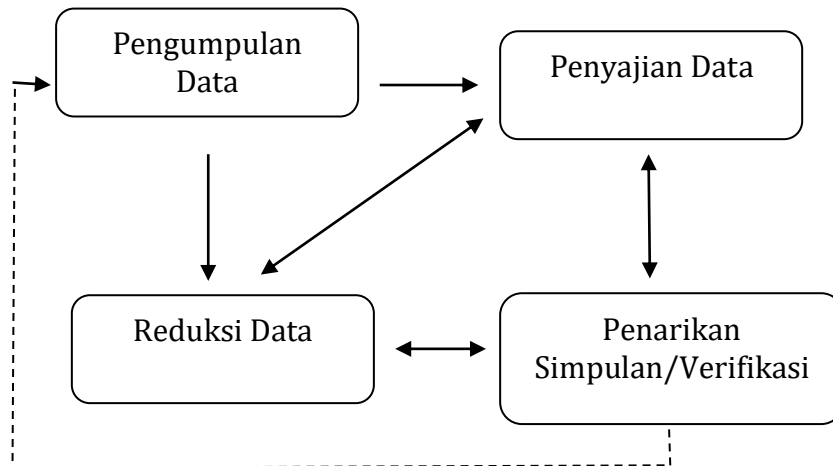 Pengumpulan
Data
Penyajian Data
Reduksi Data
Penarikan
Simpulan/Verifikasi